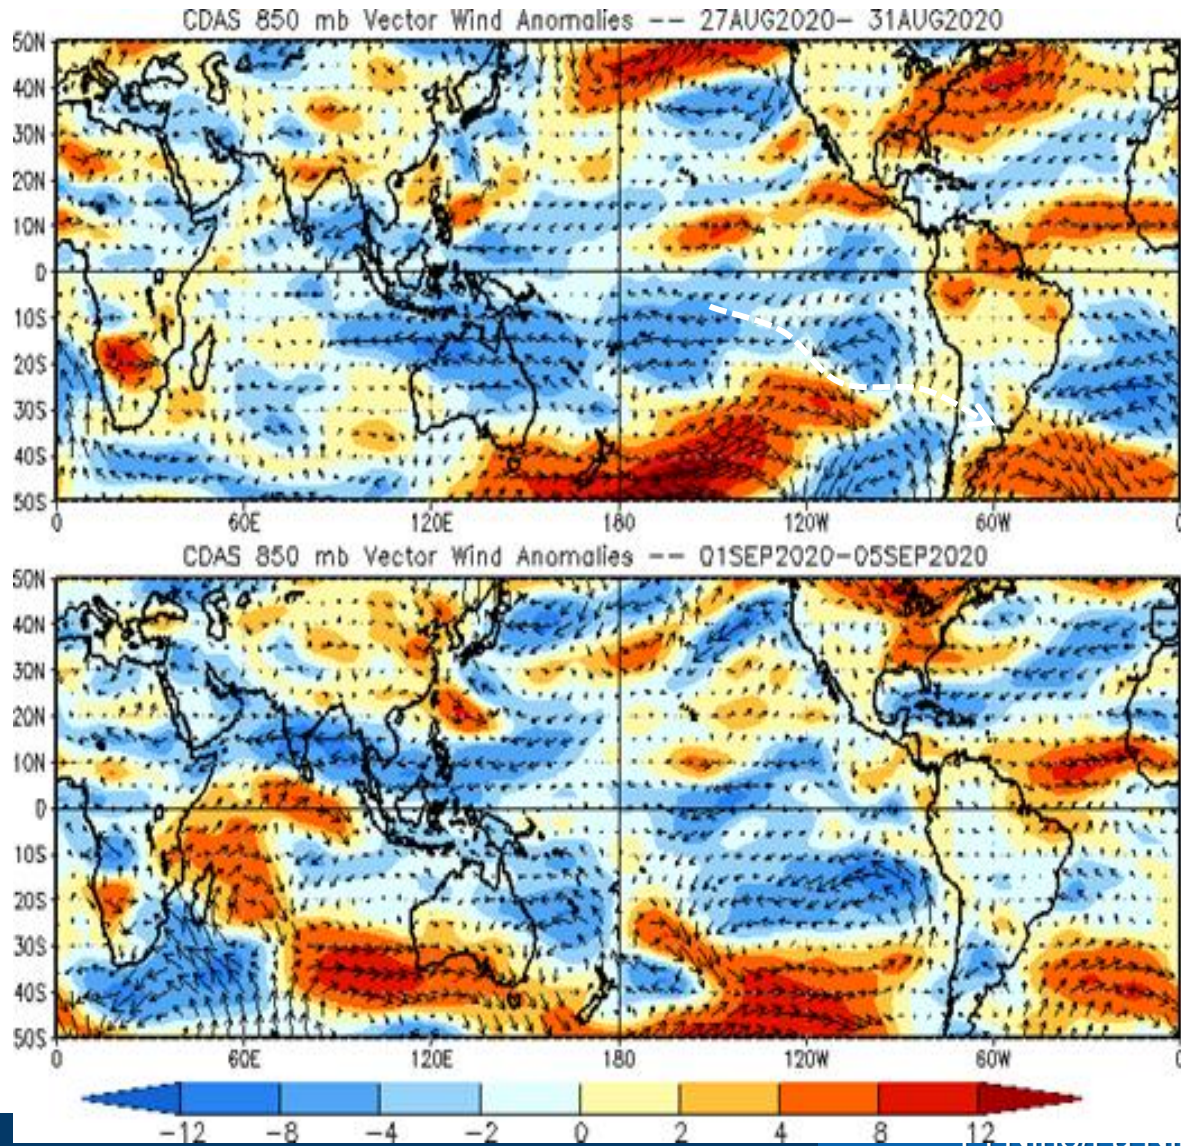 CDAS 850 mb Vector Wind Anomalies -- 27AUG2020- 31AUG2020
50N
40N
30N
20N
10N
0
10S
20S
30S
40S
50S
0 60E 120E 180 120W 60W 0
CDAS 850 mb Vector Wind Anomalies -- 01SEP2020-05SEP2020
50N
40N
30N
20N
10N
0
10S
20S
30S
40S
50S
0 60E 120E 180 120W 60W 0
-12 -8 -4 -2 0 2 4 8 12